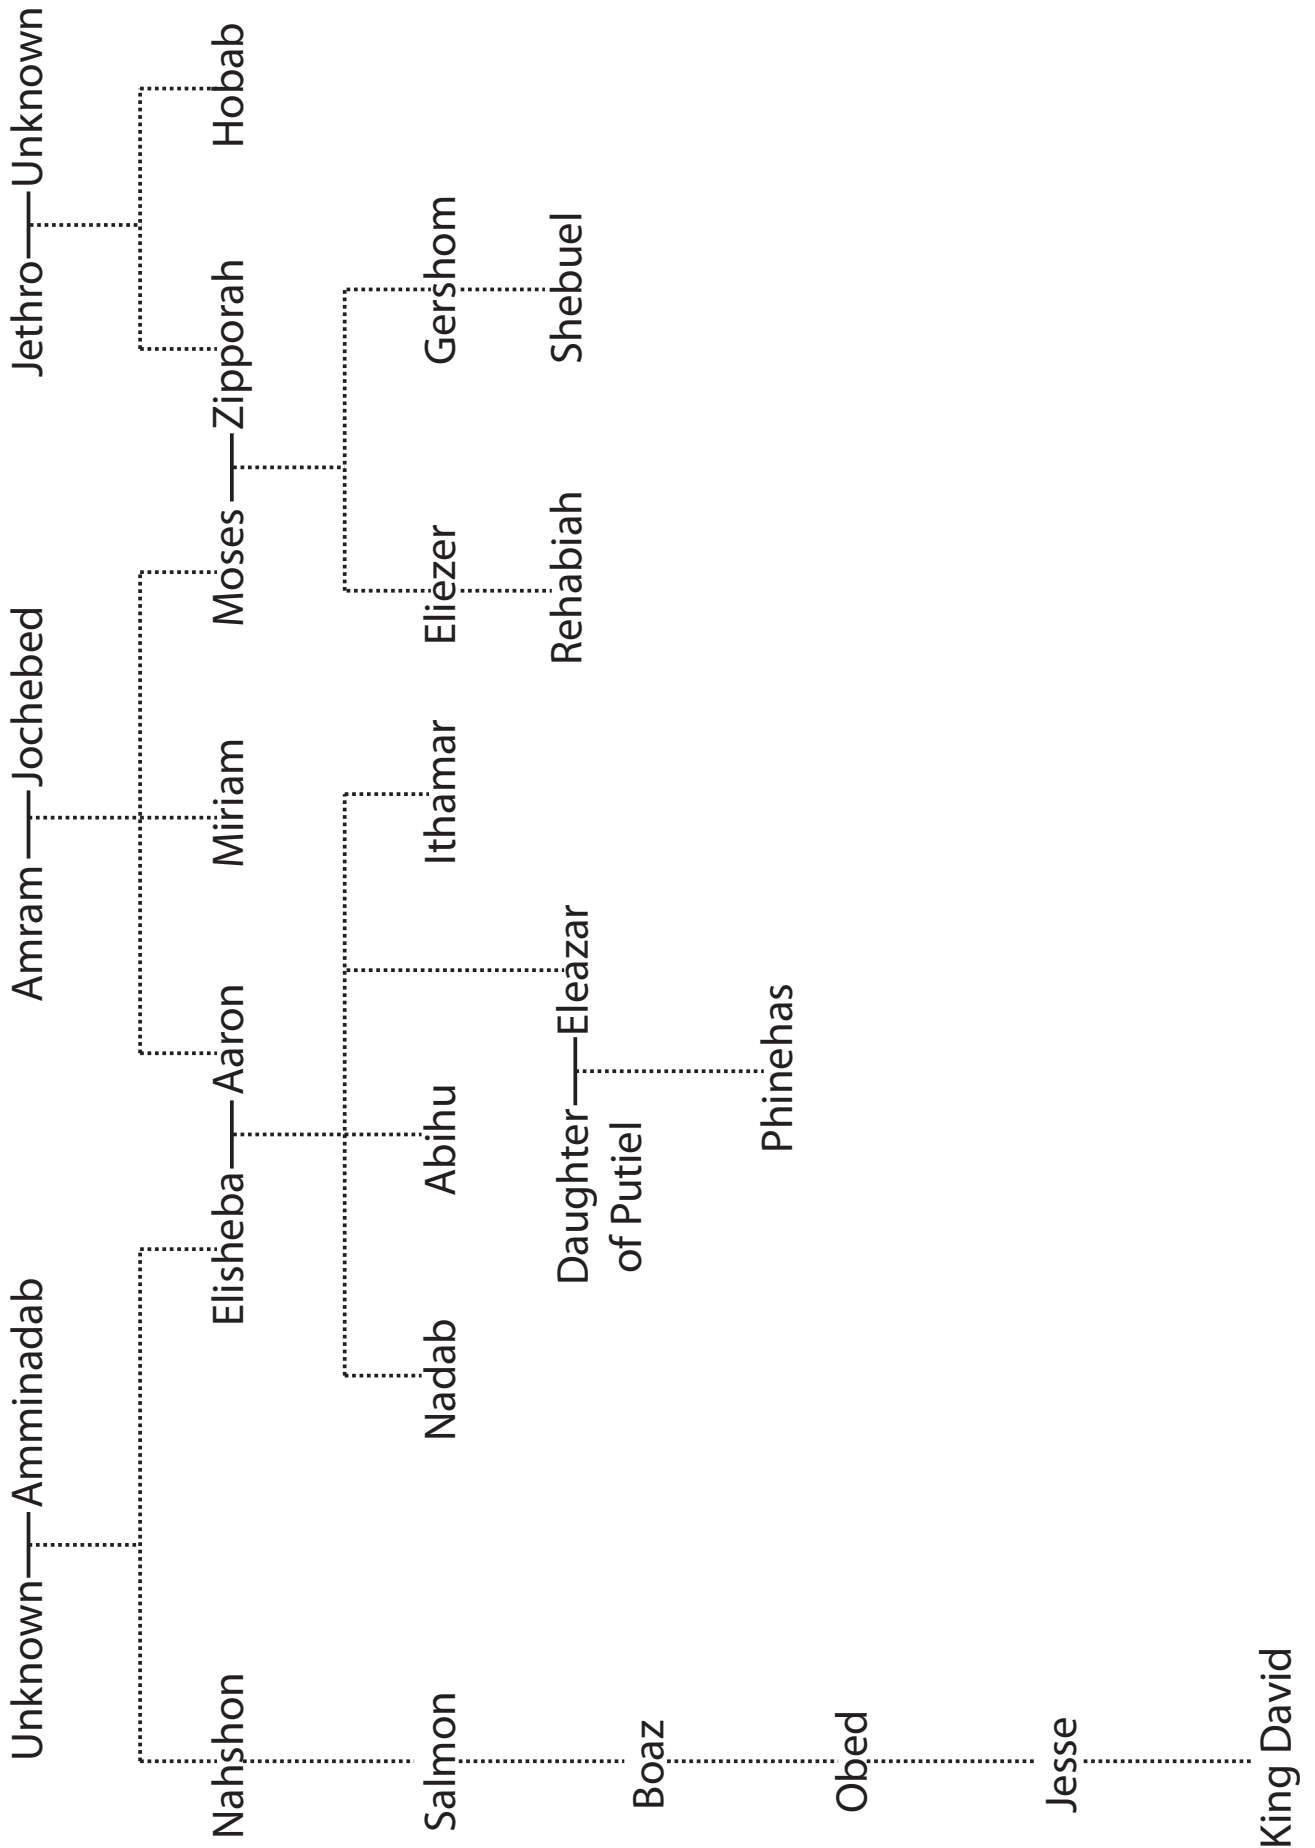 Unknown Amminadab
Amram Jochebed
Jethro Unknown
Nahshon
Elisheba Aaron
Miriam
Moses Zipporah
Hobab
Salmon
Nadab
Abihu
Ithamar
Eliezer
Gershom
Daughter Eleazar
of Putiel
Rehabiah
Shebuel
Boaz
Phinehas
Obed
Jesse
King David